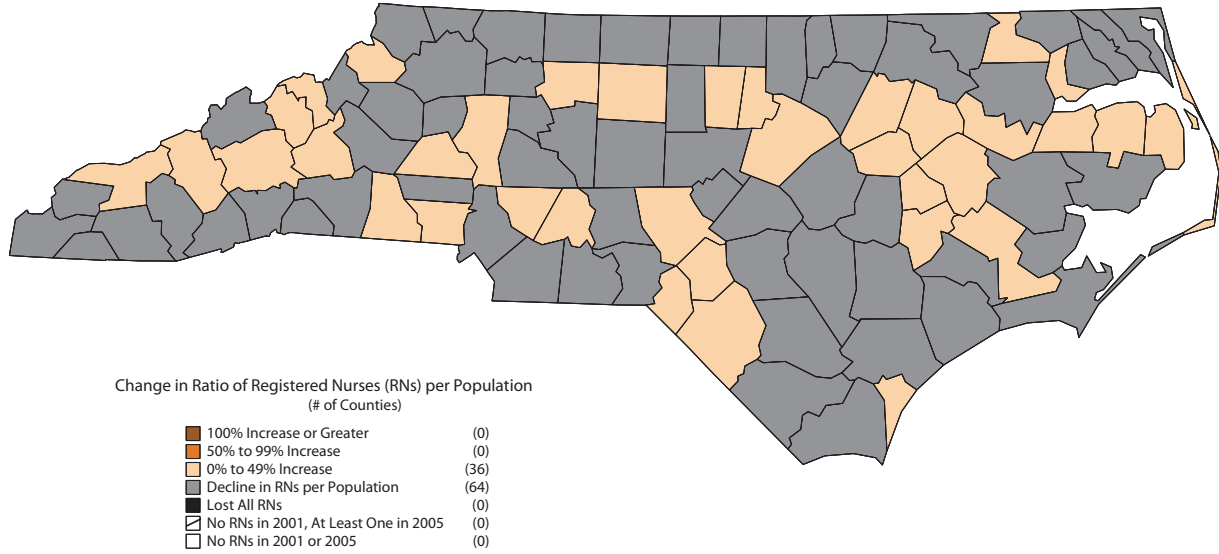 Change in Ratio of Registered Nurses (RNs) per Population
(# of Counties)
100% Increase or Greater (0)
50% to 99% Increase (0)
0% to 49% Increase (36)
Decline in RNs per Population (64)
Lost All RNs (0)
No RNs in 2001, At Least One in 2005 (0)
No RNs in 2001 or 2005 (0)